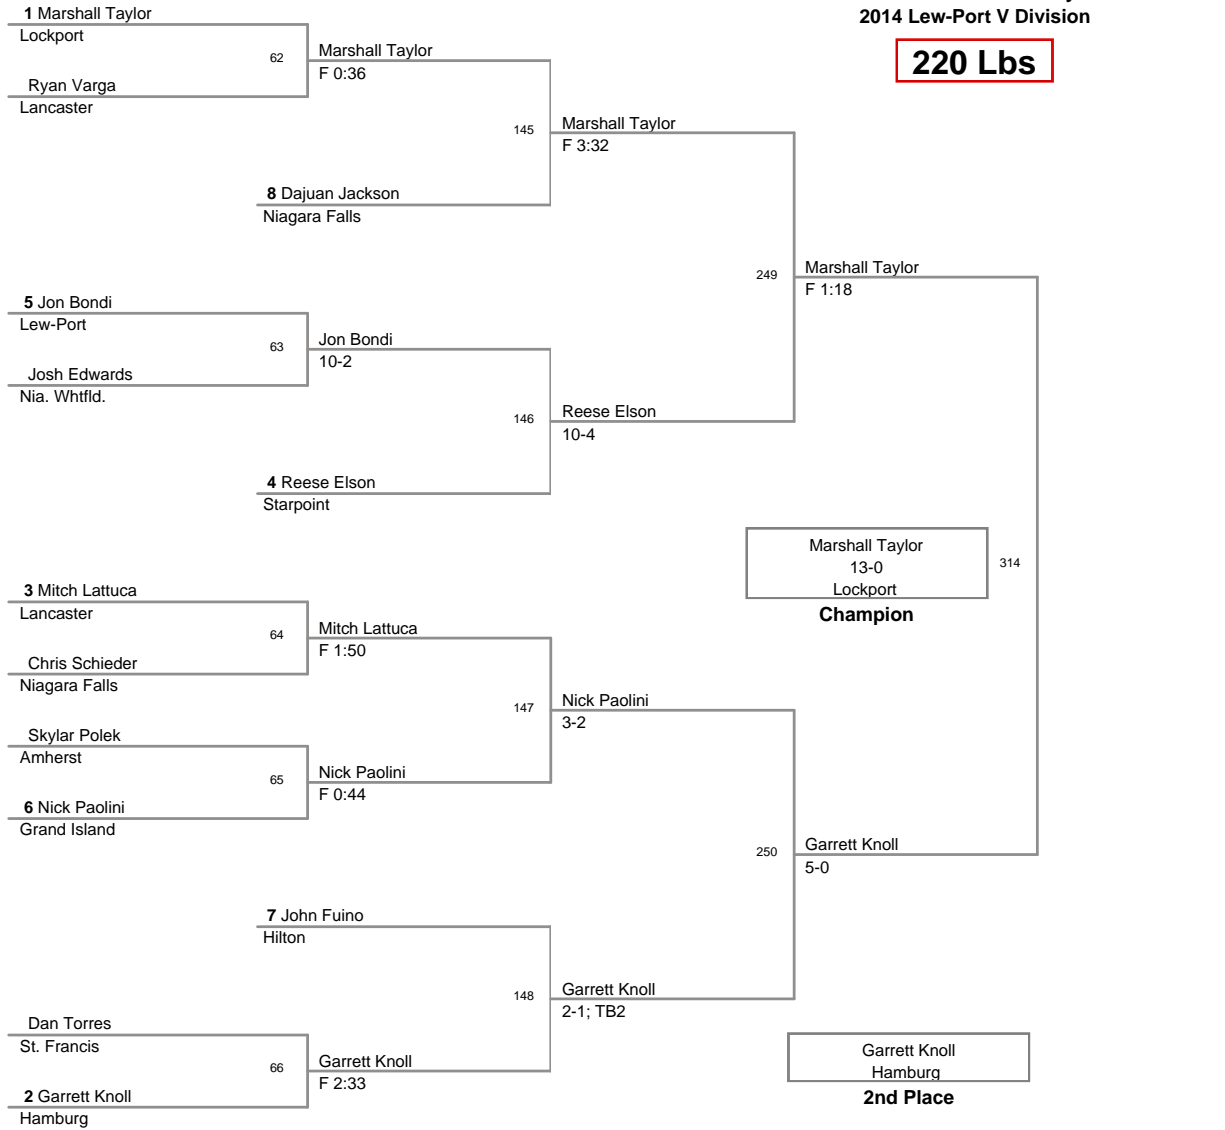 2014 Lew-Port V Division
220 Lbs
1 Marshall Taylor
Lockport
62
Ryan Varga
Lancaster
Marshall Taylor
F 0:36
145
8 Dajuan Jackson
Niagara Falls
Marshall Taylor
F 3:32
5 Jon Bondi
Lew-Port
63
Josh Edwards
Nia. Whtfld.
Jon Bondi
10-2
146
4 Reese Elson
Starpoint
Reese Elson
10-4
249
Marshall Taylor
F 1:18
3 Mitch Lattuca
Lancaster
64
Chris Schieder
Niagara Falls
Mitch Lattuca
F 1:50
147
Skylar Polek
Amherst
65
6 Nick Paolini
Grand Island
Nick Paolini
F 0:44
Nick Paolini
3-2
250
7 John Fuino
Hilton
148
Dan Torres
St. Francis
66
2 Garrett Knoll
Hamburg
Garrett Knoll
F 2:33
Garrett Knoll
2-1; TB2
Garrett Knoll
5-0
314
Marshall Taylor
13-0
Lockport
Champion
Garrett Knoll
Hamburg
2nd Place